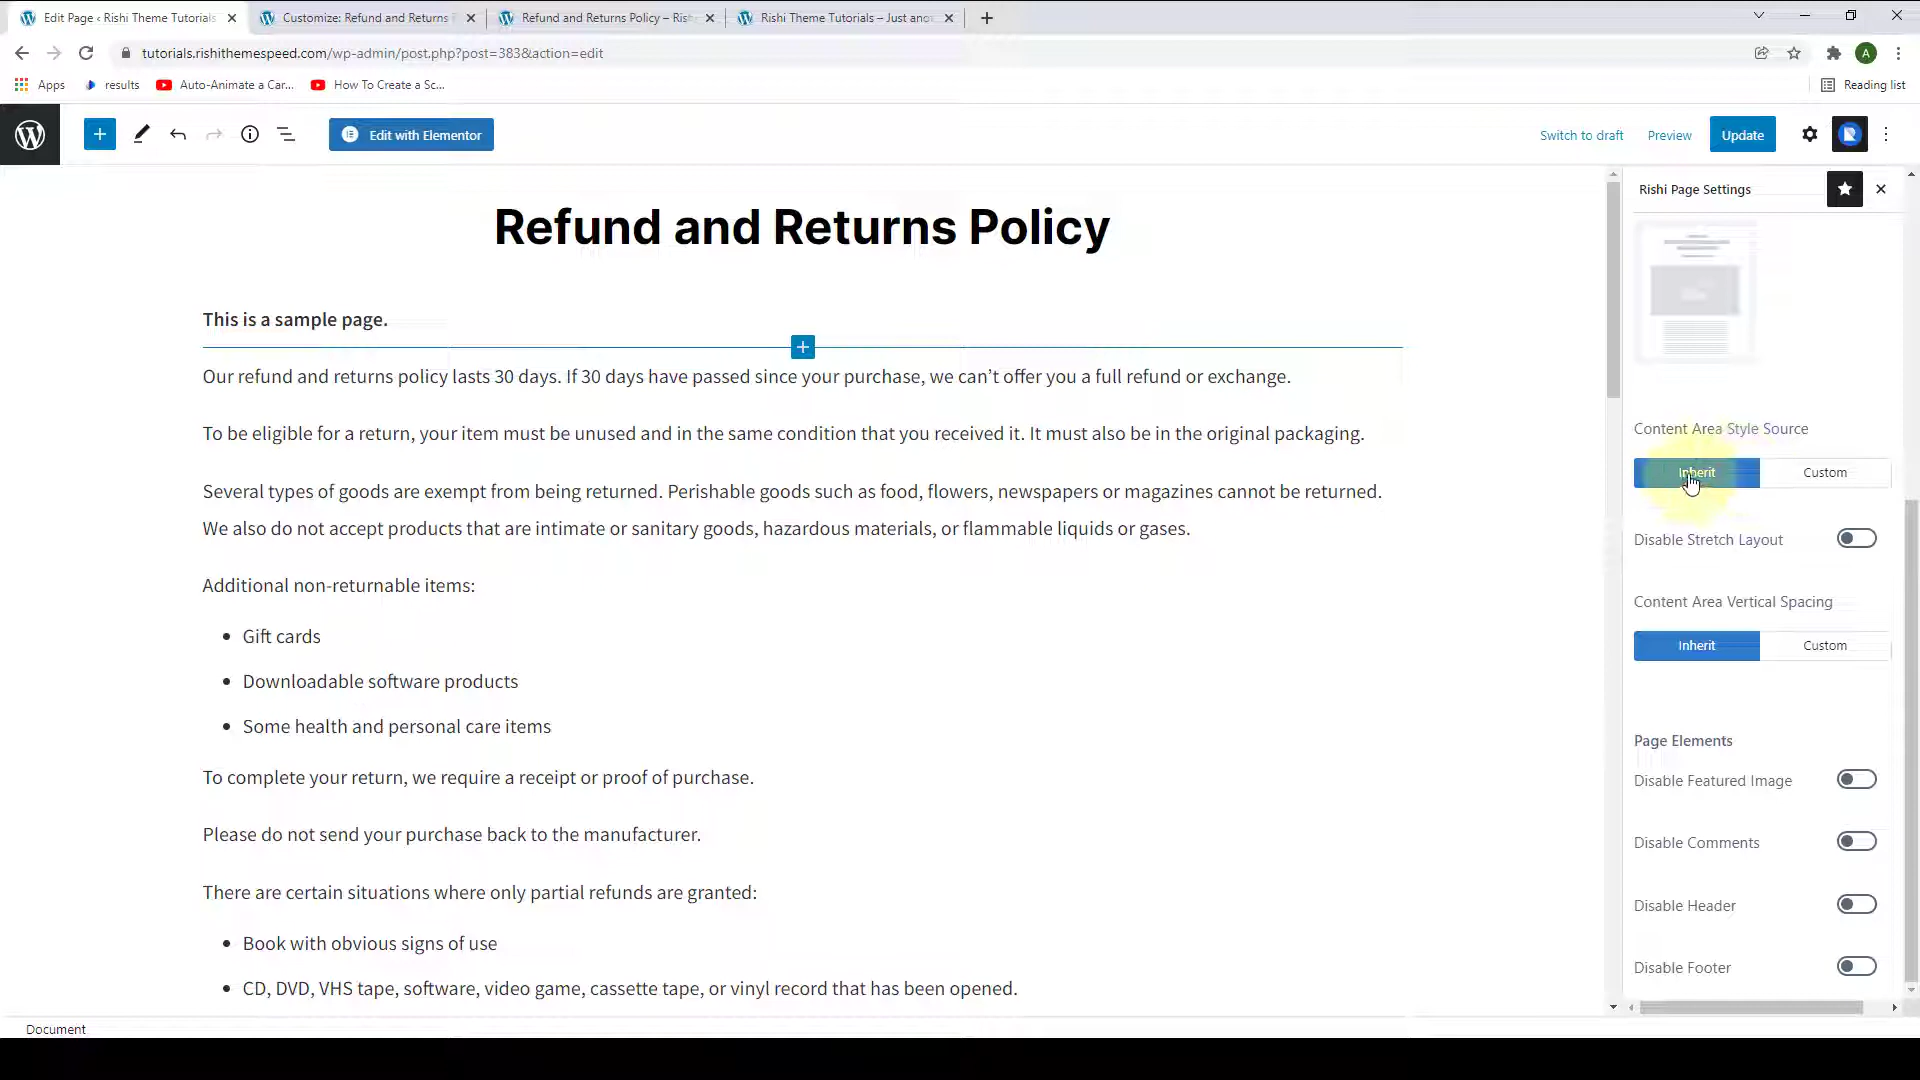 Edit Page ‹ Rishi Theme Tutorials
Customize: Refund and Returns P
Refund and Returns Policy – Rish
Rishi Theme Tutorials – Just anot
tutorials.rishithemespeed.com/wp-admin/post.php?post=383&action=edit
A
Apps
results
Auto-Animate a Car...
How To Create a Sc...
Reading list
Edit with Elementor
Switch to draft
Preview
Update
Rishi Page Settings
Refund and Returns Policy
This is a sample page.
Our refund and returns policy lasts 30 days. If 30 days have passed since your purchase, we can’t offer you a full refund or exchange.
To be eligible for a return, your item must be unused and in the same condition that you received it. It must also be in the original packaging.
Several types of goods are exempt from being returned. Perishable goods such as food, flowers, newspapers or magazines cannot be returned.
We also do not accept products that are intimate or sanitary goods, hazardous materials, or flammable liquids or gases.
Additional non-returnable items:
• Gift cards
• Downloadable software products
• Some health and personal care items
To complete your return, we require a receipt or proof of purchase.
Please do not send your purchase back to the manufacturer.
There are certain situations where only partial refunds are granted:
• Book with obvious signs of use
• CD, DVD, VHS tape, software, video game, cassette tape, or vinyl record that has been opened.
Content Area Style Source
Inherit
Custom
Disable Stretch Layout
Content Area Vertical Spacing
Inherit
Custom
Page Elements
Disable Featured Image
Disable Comments
Disable Header
Disable Footer
Document